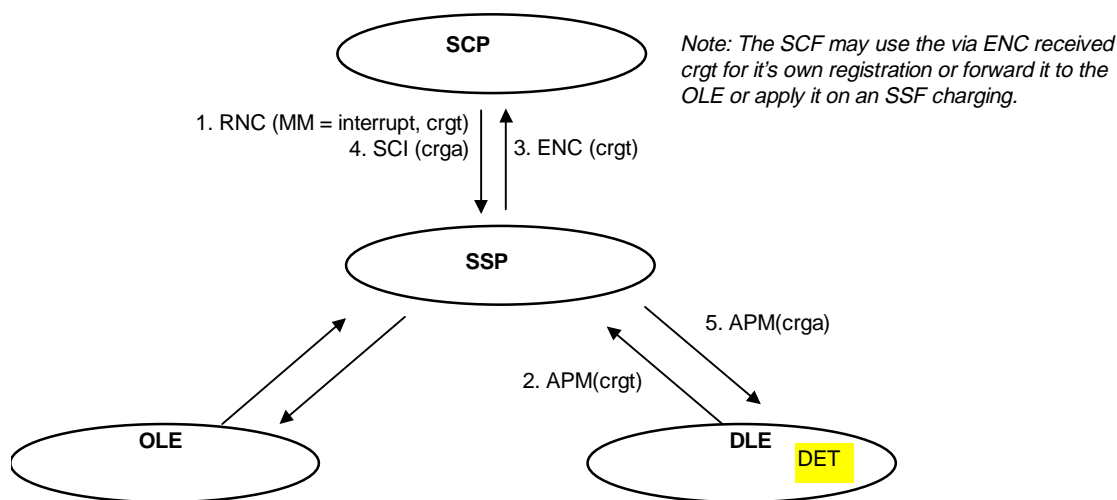 SCP
Note: The SCF may use the via ENC received
crgt for it's own registration or forward it to the
OLE or apply it on an SSF charging.
1. RNC (MM = interrupt, crgt)
4. SCI (crga)
3. ENC (crgt)
SSP
5. APM(crga)
2. APM(crgt)
OLE
DLE
DET